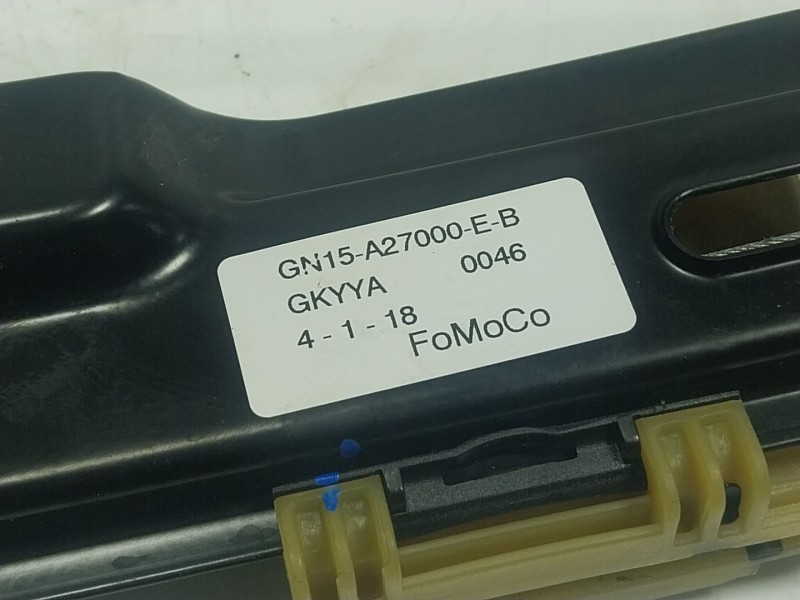 GN15-A27000-E-B
GKYYA 0046
4 - 1 - 18
FoMoCo